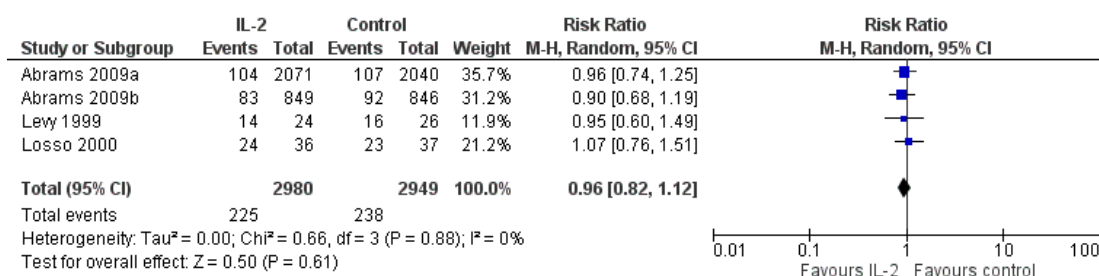 IL-2 Control Risk Ratio Risk Ratio
Study or Subgroup Events Total Events Total Weight M-H, Random, 95% CI M-H, Random, 95% CI
Abrams 2009a 104 2071 107 2040 35.7% 0.96 [0.74, 1.25]
Abrams 2009b 83 849 92 846 31.2% 0.90 [0.68, 1.19]
Levy 1999 14 24 16 26 11.9% 0.95 [0.60, 1.49]
Losso 2000 24 36 23 37 21.2% 1.07 [0.76, 1.51]
Total (95% CI) 2980 2949 100.0% 0.96 [0.82, 1.12]
Total events 225 238
Heterogeneity: Tau² = 0.00; Chi² = 0.66, df = 3 (P = 0.88); I² = 0%
Test for overall effect: Z = 0.50 (P = 0.61)
0.01 0.1 1 10 100
Favours IL-2 Favours control